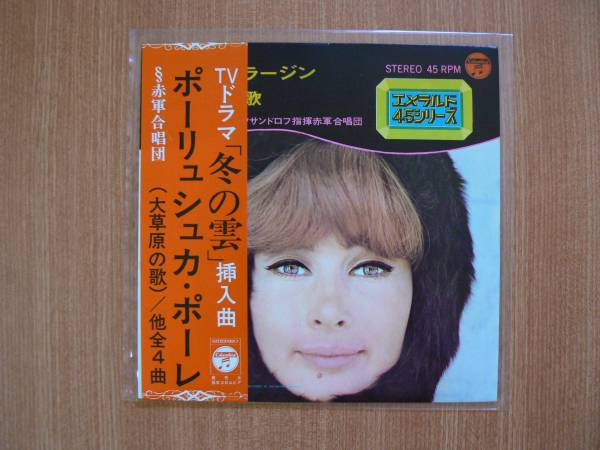 TVドラマ「冬の雲」挿入曲
ポーリュシュカ・ポーレ
(大草原の歌)/他全4曲
§赤軍合唱団
Columbia
ラージン
歌
サンドロフ指揮赤軍合唱団
STEREO 45 RPM
Columbia
エメラルド
45シリーズ